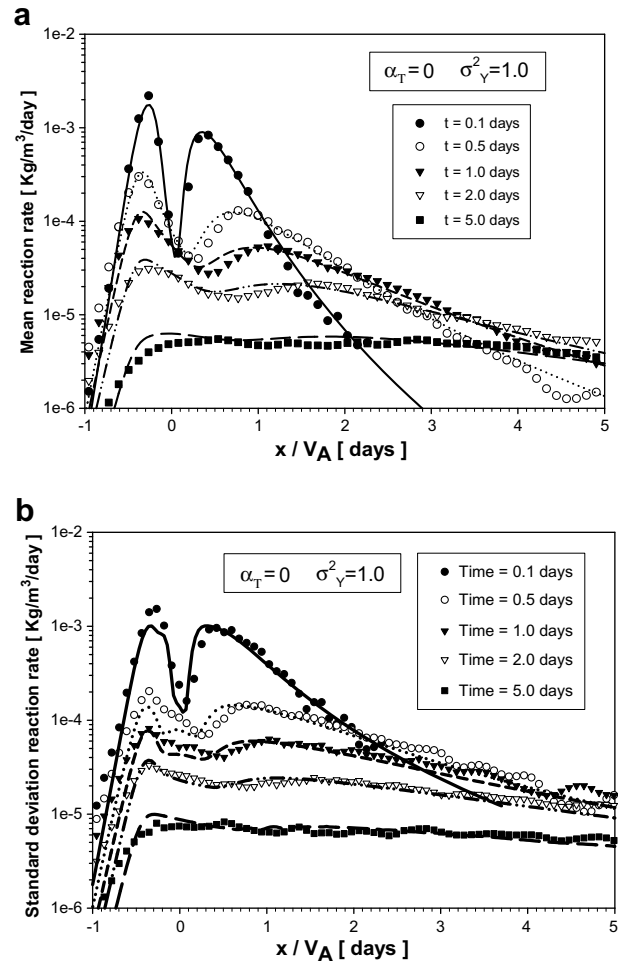 a
1e-2
1e-3
1e-4
1e-5
1e-6
Mean reaction rate [ Kg/m³/day ]
α_T=0 σ²_Y=1.0
t = 0.1 days
t = 0.5 days
t = 1.0 days
t = 2.0 days
t = 5.0 days
-1 0 1 2 3 4 5
x / V_A [ days ]
b
1e-2
1e-3
1e-4
1e-5
1e-6
Standard deviation reaction rate [ Kg/m³/day ]
α_T=0 σ²_Y=1.0
Time = 0.1 days
Time = 0.5 days
Time = 1.0 days
Time = 2.0 days
Time = 5.0 days
-1 0 1 2 3 4 5
x / V_A [ days ]